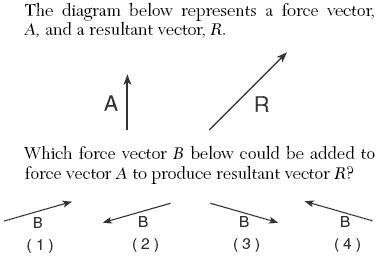 The diagram below represents a force vector,
A, and a resultant vector, R.
A R
Which force vector B below could be added to
force vector A to produce resultant vector R?
B B B B
(1) (2) (3) (4)